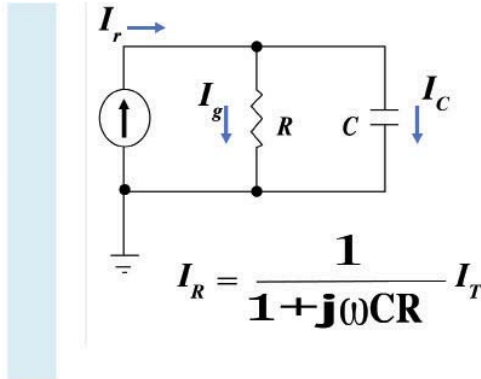 I_r
I_g R C I_C
I_R = 1 / (1+jωCR) I_T